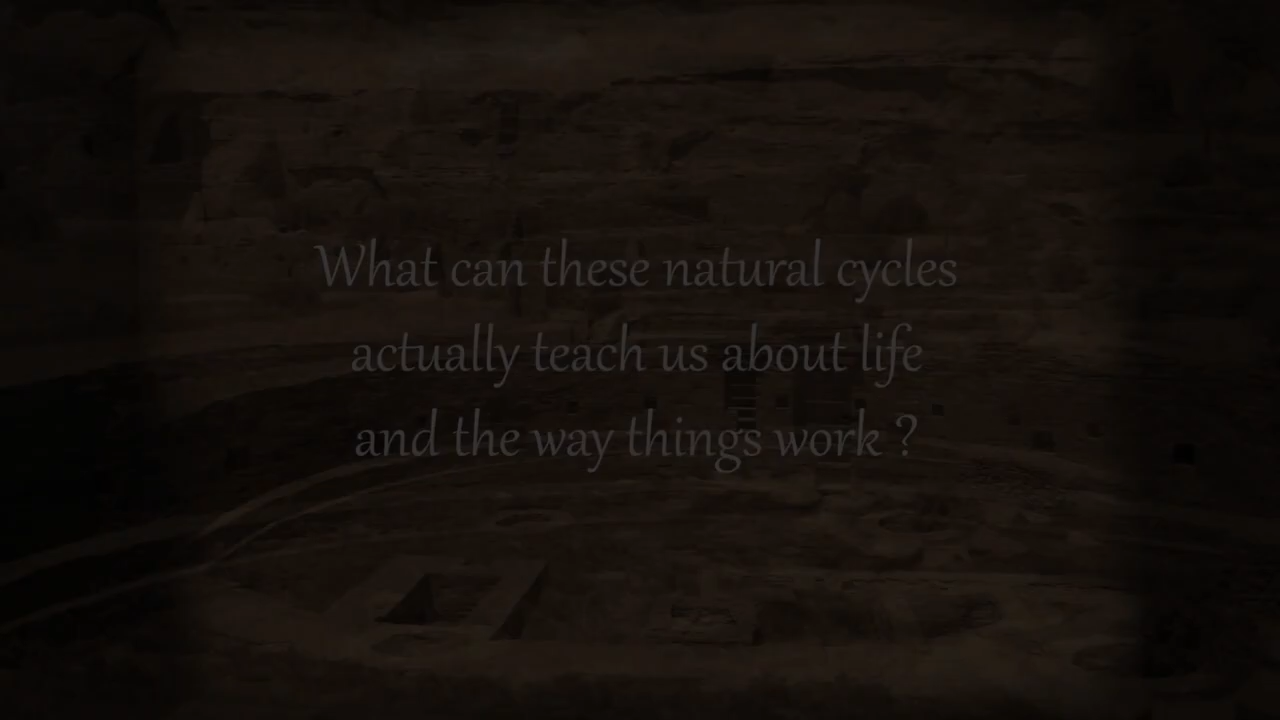 What can these natural cycles
actually teach us about life
and the way things work ?